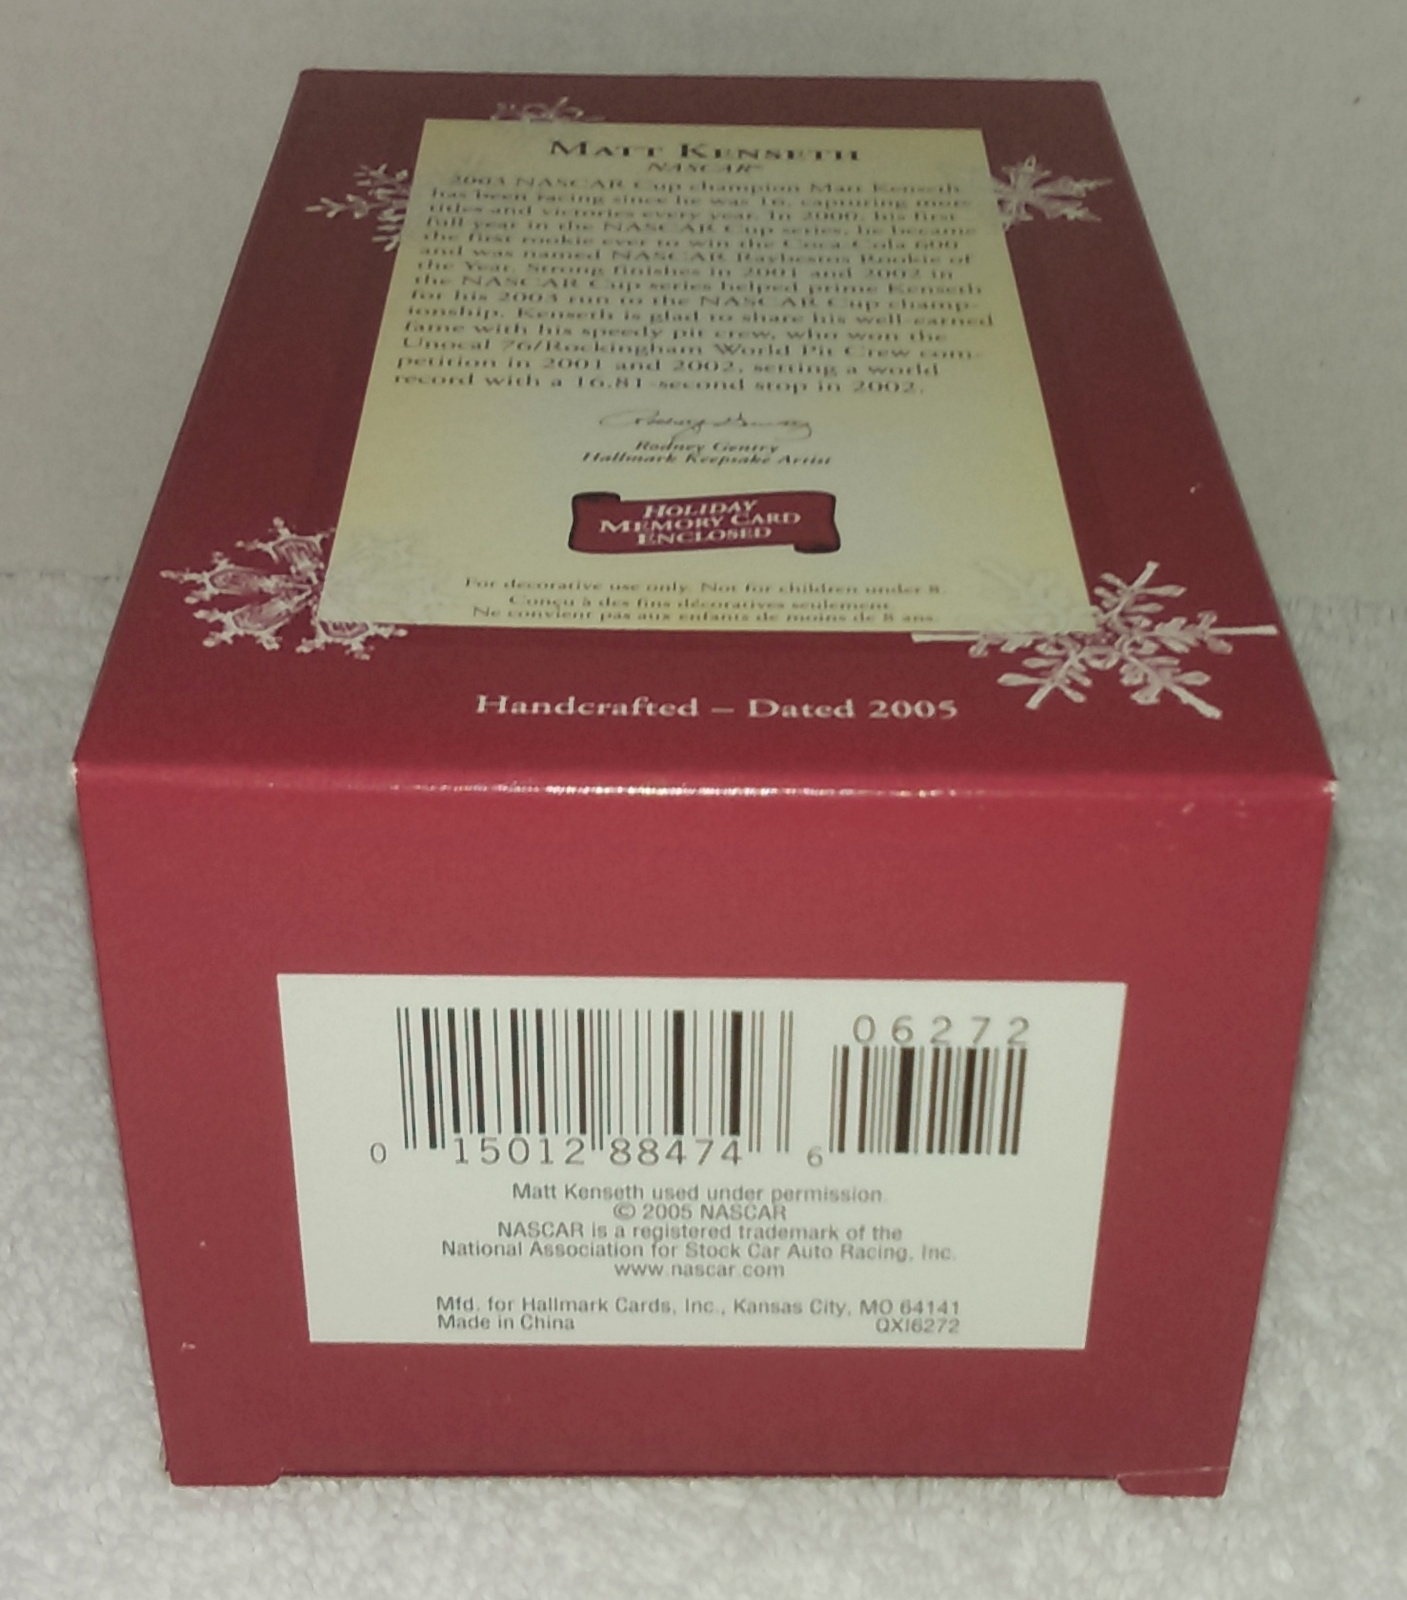 MATT KENSETH
NASCAR
2003 NASCAR Cup champion Matt Kenseth
has been racing since he was 16, capturing more
titles and victories every year. In 2000, his first
full year in the NASCAR Cup series, he became
the first rookie ever to win the Coca-Cola 600
and was named NASCAR Raybestos Rookie of
the Year. Strong finishes in 2001 and 2002 in
the NASCAR Cup series helped prime Kenseth
for his 2003 run to the NASCAR Cup champ-
ionship. Kenseth is glad to share his well-earned
fame with his speedy pit crew, who won the
Unocal 76/Rockingham World Pit Crew com-
petition in 2001 and 2002, setting a world
record with a 16.81-second stop in 2002.
Rodney Gentry
Rodney Gentry
Hallmark Keepsake Artist
HOLIDAY
MEMORY CARD
ENCLOSED
For decorative use only. Not for children under 8.
Conçu à des fins décoratives seulement.
Ne convient pas aux enfants de moins de 8 ans.
Handcrafted – Dated 2005
06272
0 15012 88474 6
Matt Kenseth used under permission.
© 2005 NASCAR
NASCAR is a registered trademark of the
National Association for Stock Car Auto Racing, Inc.
www.nascar.com
Mfd. for Hallmark Cards, Inc., Kansas City, MO 64141
Made in China QXI6272